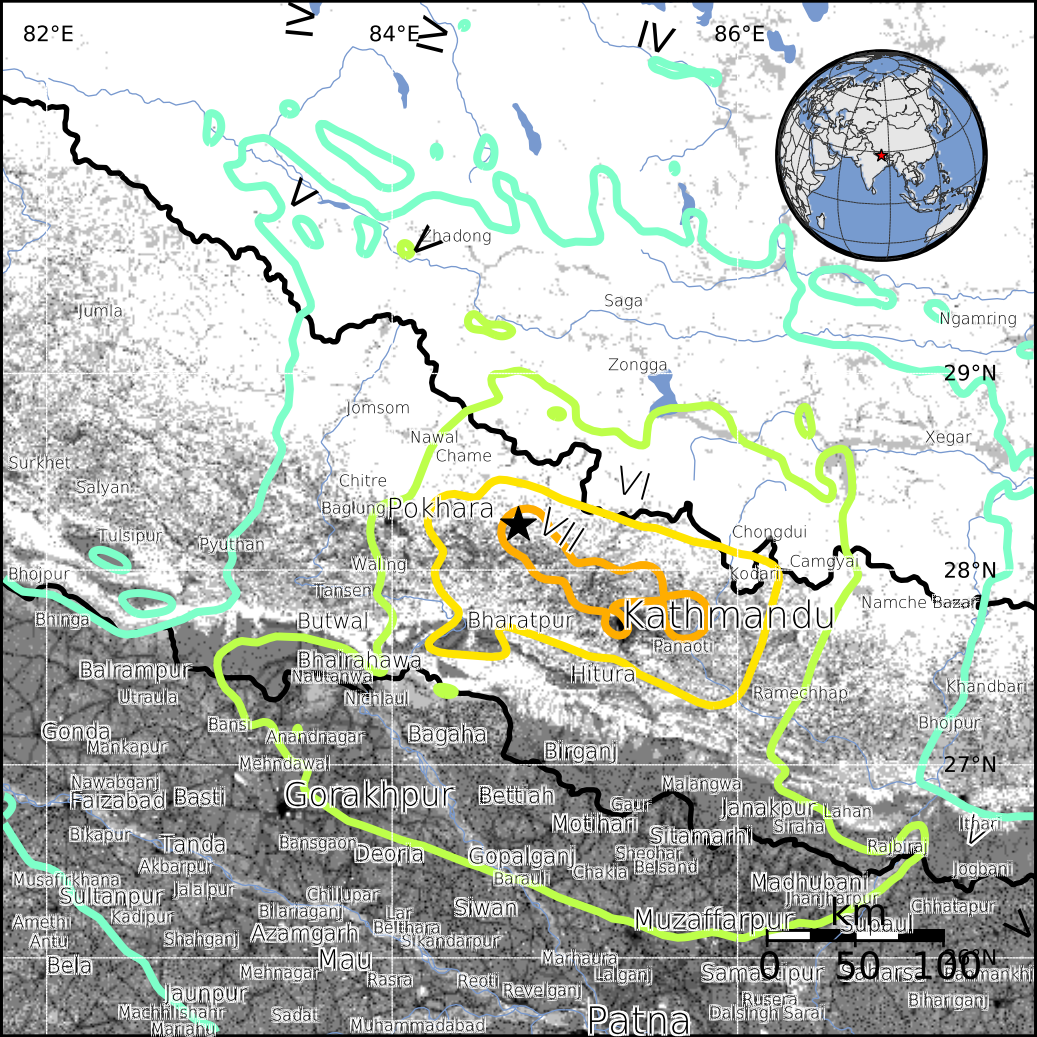 82°E
84°E
86°E
IV
IV
IV
V
V
Zhadong
Jumla
Saga
Ngamring
29°N
Zongga
Jomsom
Nawal
Chame
Xegar
Surkhet
Salyan
Chitre
Baglung
Pokhara
VI
VII
Tulsipur
Pyuthan
Chongdui
Kodari
Camgyai
28°N
Bhojpur
Waling
Tansen
Namche Bazar
Bhinga
Butwal
Bharatpur
Kathmandu
Panaoti
Balrampur
Bhairahawa
Nautanwa
Hitura
Utraula
Nichlaul
Ramechhap
Khandbari
Gonda
Bansi
Bhojpur
Mankapur
Anandnagar
Bagaha
Birganj
Mehndawal
27°N
Nawabganj
Faizabad
Basti
Gorakhpur
Bettiah
Malangwa
Gaur
Janakpur
Lahan
Siraha
Itahari
V
Bikapur
Tanda
Bansgaon
Motihari
Sitamarhi
Rajbiraj
Akbarpur
Deoria
Gopalganj
Sheohar
Belsand
Chakla
Jogbani
Musafirkhana
Jalalpur
Barauli
Madhubani
Sultanpur
Chillupar
Jhanjharpur
Chhatapur
Amethi
Kadipur
Bilariaganj
Lar
Siwan
km
Muzaffarpur
Supaul
V
Antu
Shahganj
Azamgarh
Belthara
Sikandarpur
Bela
Mehnagar
Mau
Rasra
Reoti
Marhaura
Lalganj
0
50
100
Jaunpur
Revelganj
Rusera
Bihariganj
Machhlishahr
Sadat
Dalsingh Sarai
Mariahu
Muhammadabad
Patna